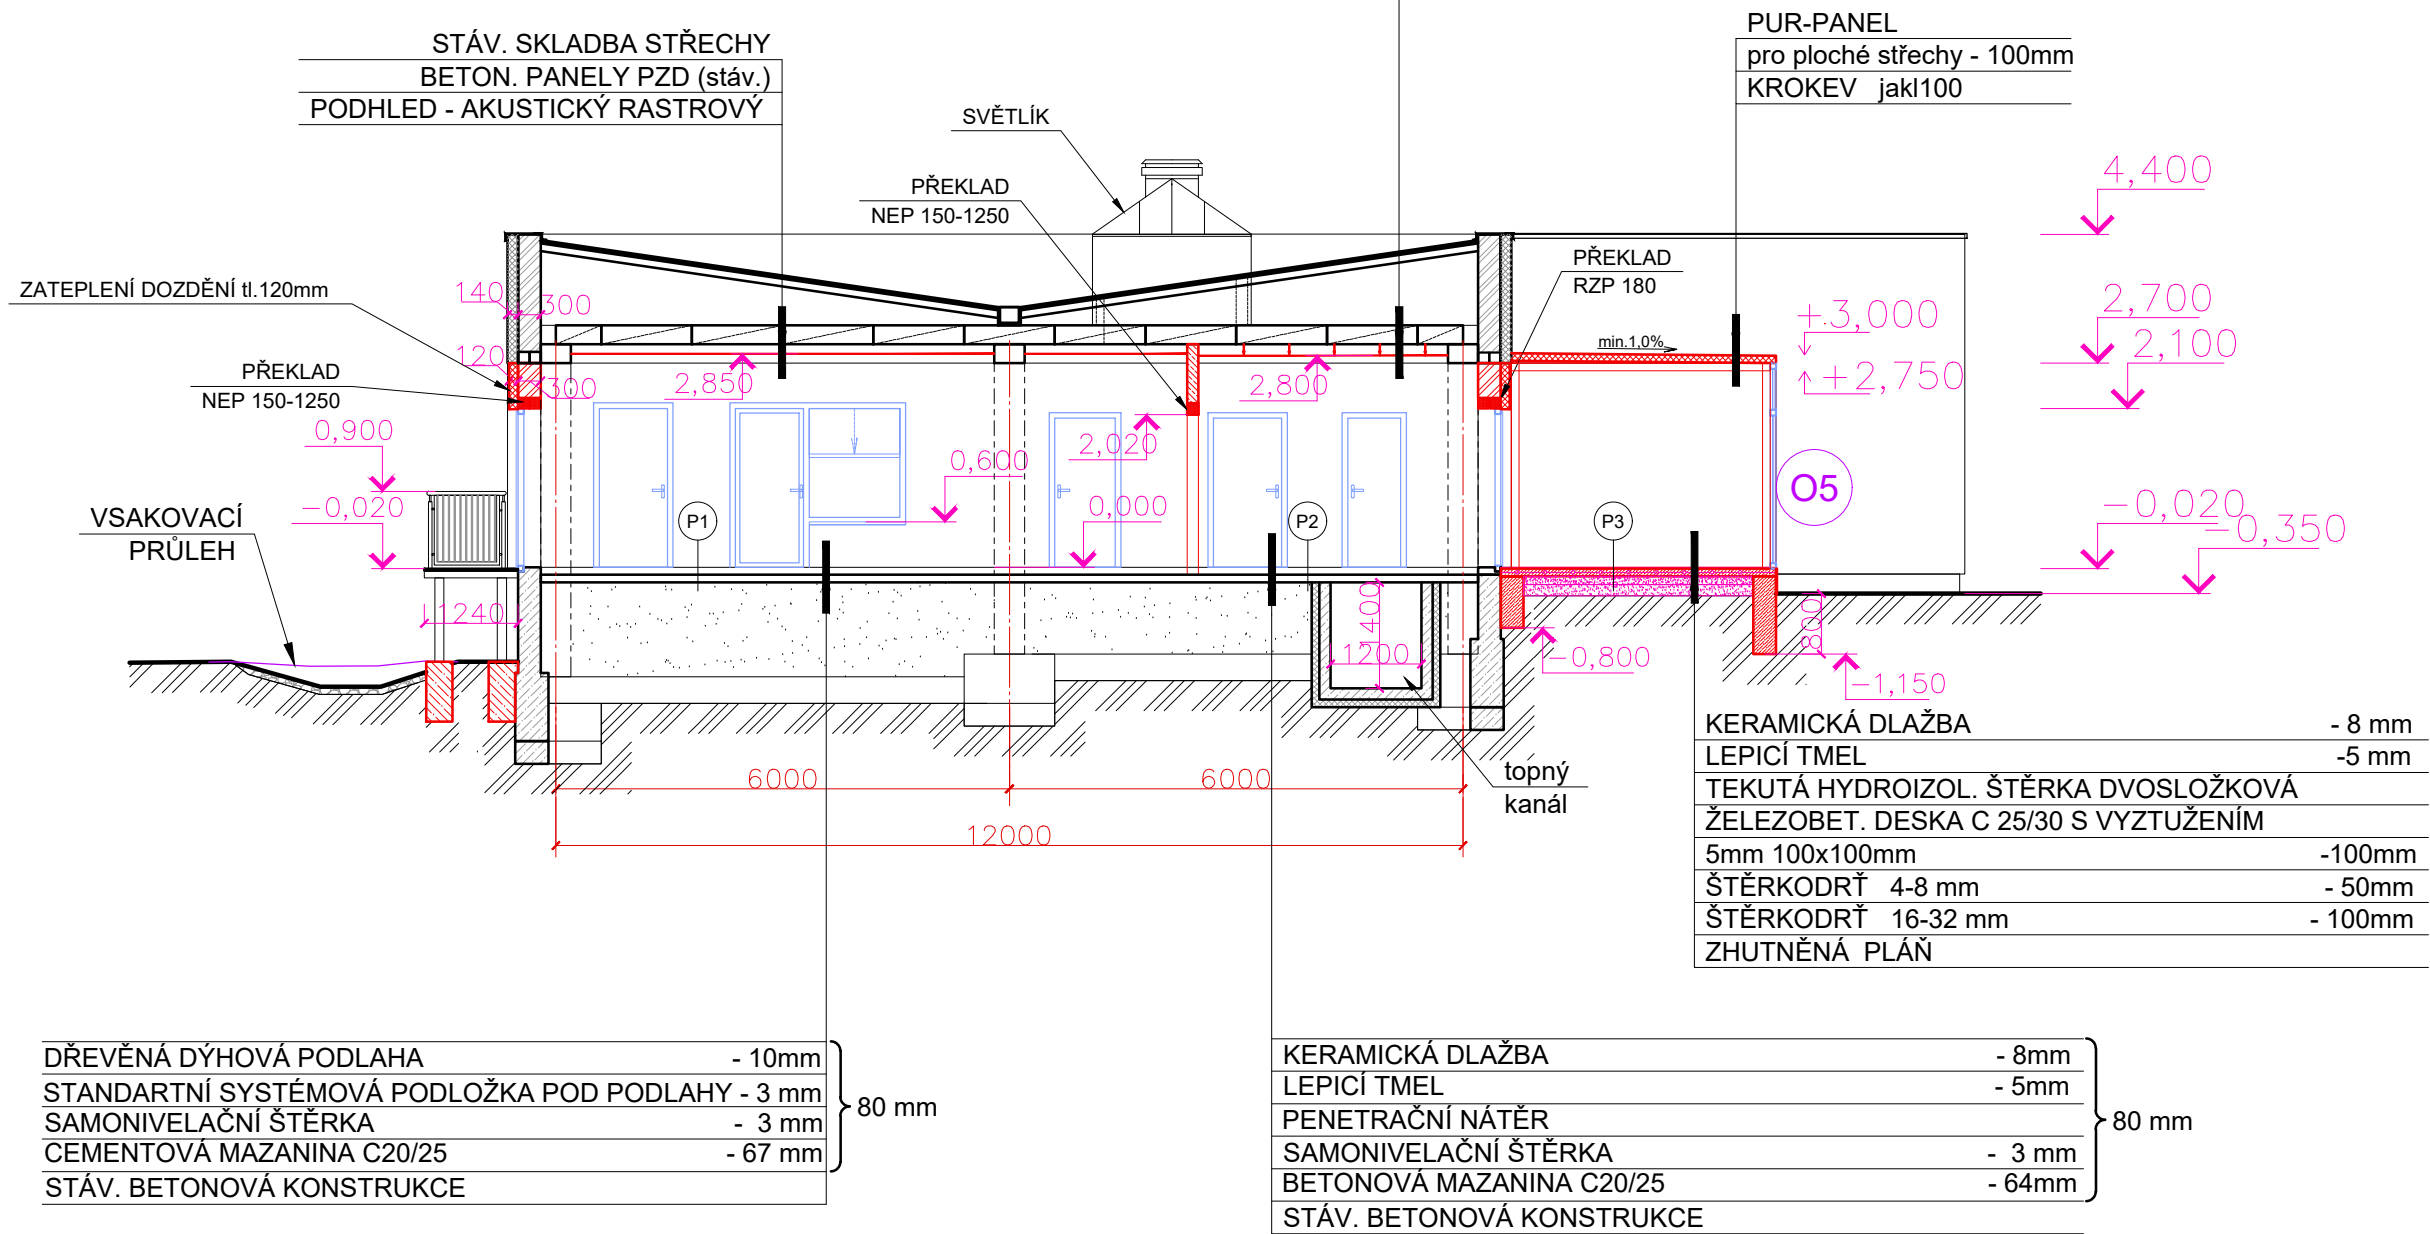 STÁV. SKLADBA STŘECHY
BETON. PANELY PZD (stáv.)
PODHLED - AKUSTICKÝ RASTROVÝ
PUR-PANEL
pro ploché střechy - 100mm
KROKEV jakl100
SVĚTLÍK
PŘEKLAD
NEP 150-1250
4,400
PŘEKLAD
RZP 180
ZATEPLENÍ DOZDĚNÍ tl.120mm
140
300
+3,000
2,700
min.1,0%
2,100
120
300
PŘEKLAD
NEP 150-1250
2,850
2,800
+2,750
0,900
2,020
0,600
0,000
-0,020
O5
-0,020
-0,350
VSAKOVACÍ
PRŮLEH
P1
P2
P3
1240
1400
1200
800
-0,800
-1,150
6000
6000
12000
topný
kanál
KERAMICKÁ DLAŽBA - 8 mm
LEPICÍ TMEL -5 mm
TEKUTÁ HYDROIZOL. ŠTĚRKA DVOSLOŽKOVÁ
ŽELEZOBET. DESKA C 25/30 S VYZTUŽENÍM
5mm 100x100mm -100mm
ŠTĚRKODRŤ 4-8 mm - 50mm
ŠTĚRKODRŤ 16-32 mm - 100mm
ZHUTNĚNÁ PLÁŇ
DŘEVĚNÁ DÝHOVÁ PODLAHA - 10mm
STANDARTNÍ SYSTÉMOVÁ PODLOŽKA POD PODLAHY - 3 mm
SAMONIVELAČNÍ ŠTĚRKA - 3 mm
CEMENTOVÁ MAZANINA C20/25 - 67 mm
STÁV. BETONOVÁ KONSTRUKCE
80 mm
KERAMICKÁ DLAŽBA - 8mm
LEPICÍ TMEL - 5mm
PENETRAČNÍ NÁTĚR
SAMONIVELAČNÍ ŠTĚRKA - 3 mm
BETONOVÁ MAZANINA C20/25 - 64mm
STÁV. BETONOVÁ KONSTRUKCE
80 mm